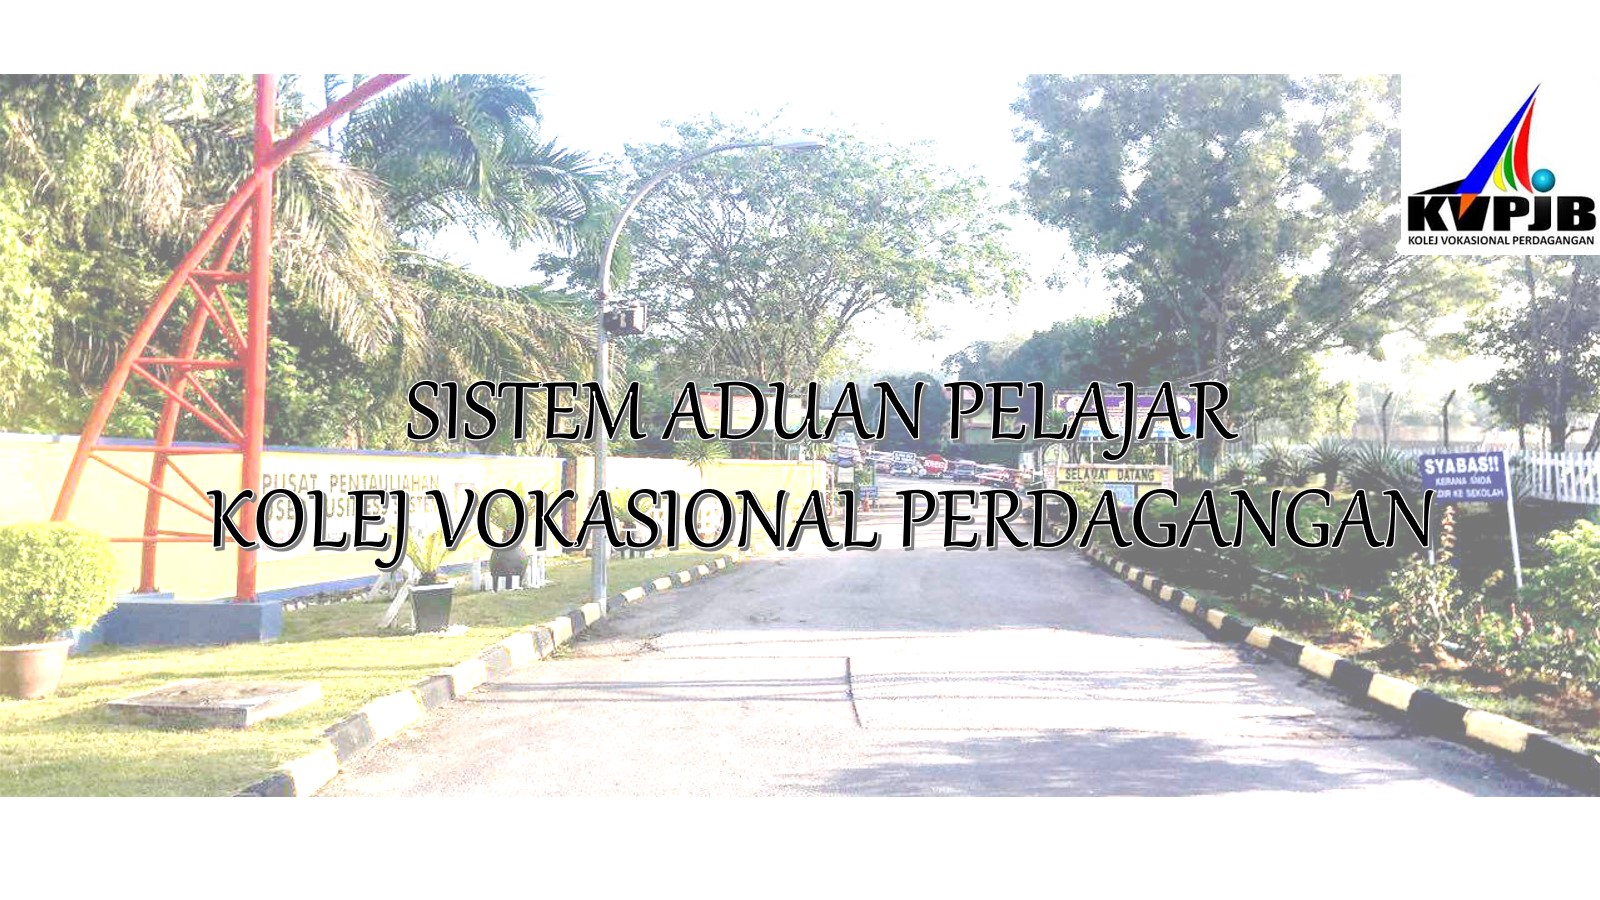 KVPJB
KOLEJ VOKASIONAL PERDAGANGAN
SISTEM ADUAN PELAJAR
KOLEJ VOKASIONAL PERDAGANGAN
PUSAT PENTAULIAHAN
SELAMAT DATANG
SYABAS!!
KERANA ANDA
KE SEKOLAH